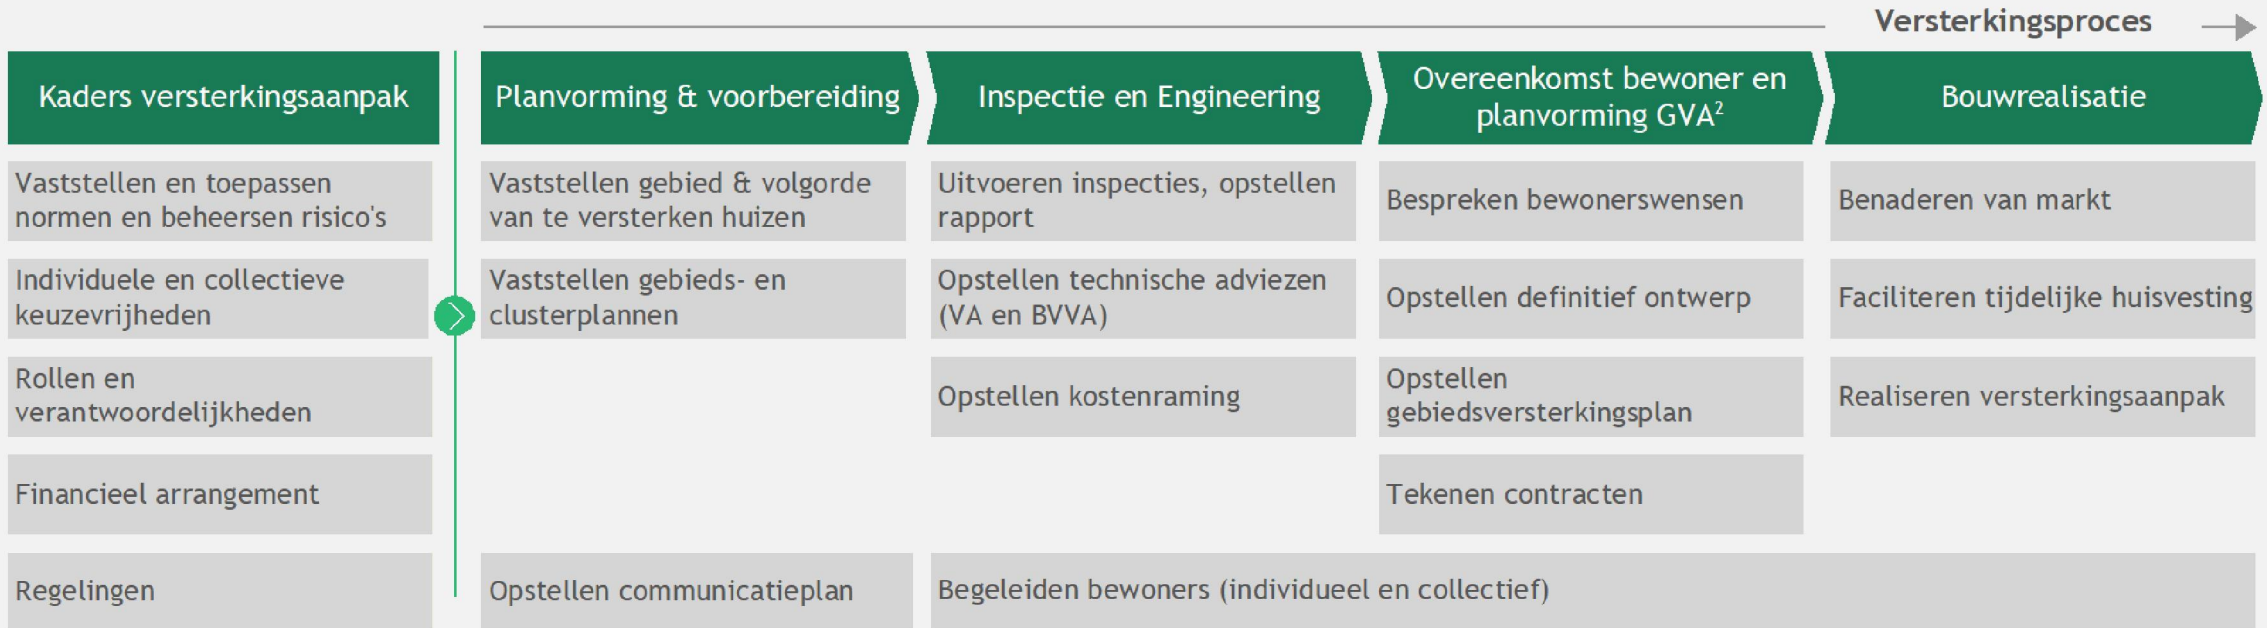 Versterkingsproces
Kaders versterkingsaanpak
Vaststellen en toepassen
normen en beheersen risico's
Individuele en collectieve
keuzevrijheden
Rollen en
verantwoordelijkheden
Financieel arrangement
Regelingen
Planvorming & voorbereiding
Vaststellen gebied & volgorde
van te versterken huizen
Vaststellen gebieds- en
clusterplannen
Opstellen communicatieplan
Inspectie en Engineering
Uitvoeren inspecties, opstellen
rapport
Opstellen technische adviezen
(VA en BVVA)
Opstellen kostenraming
Overeenkomst bewoner en
planvorming GVA²
Bespreken bewonerswensen
Opstellen definitief ontwerp
Opstellen
gebiedsversterkingsplan
Tekenen contracten
Bouwrealisatie
Benaderen van markt
Faciliteren tijdelijke huisvesting
Realiseren versterkingsaanpak
Begeleiden bewoners (individueel en collectief)